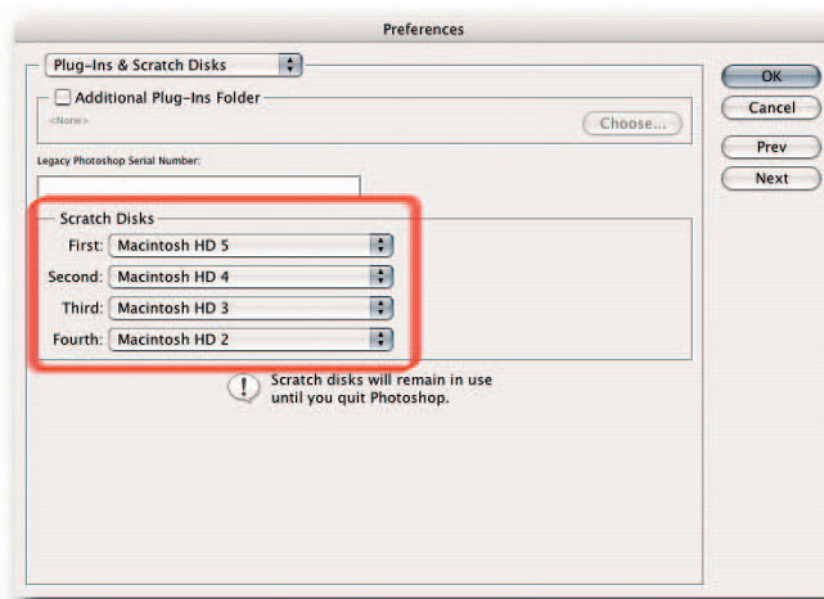 Preferences
Plug-Ins & Scratch Disks
OK
Additional Plug-Ins Folder
Cancel
<None>
Choose...
Prev
Legacy Photoshop Serial Number:
Next
Scratch Disks
First: Macintosh HD 5
Second: Macintosh HD 4
Third: Macintosh HD 3
Fourth: Macintosh HD 2
Scratch disks will remain in use
until you quit Photoshop.